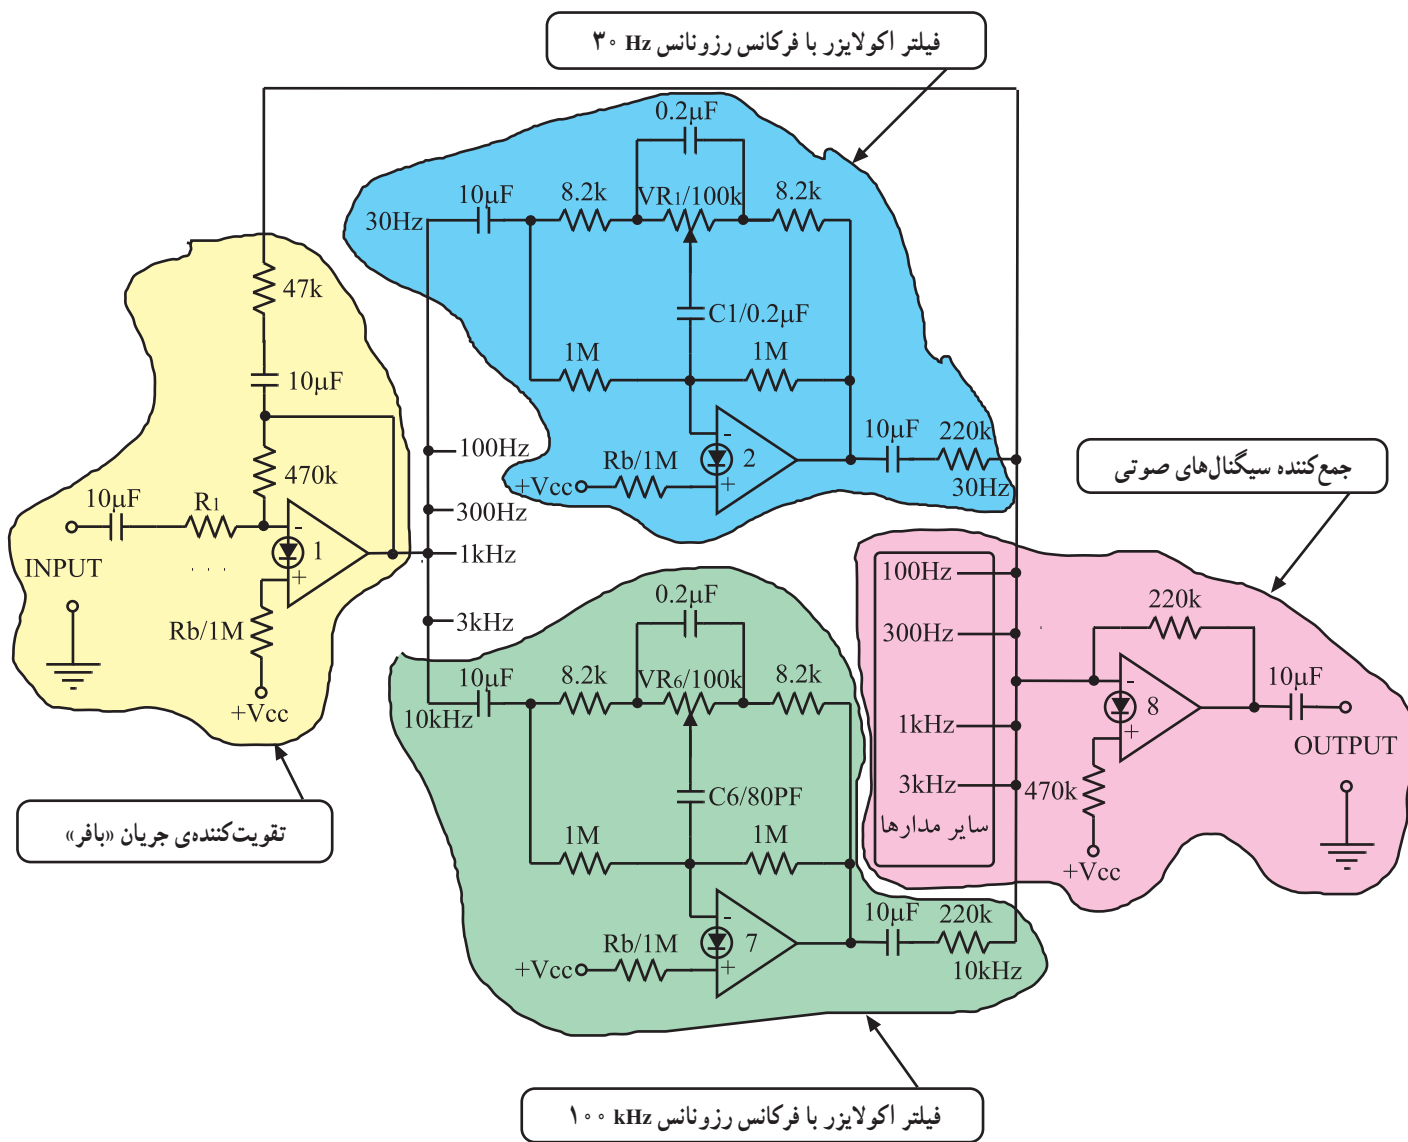 فیلتر اکولایزر با فرکانس رزونانس ۳۰ Hz
0.2µF
10µF
8.2k
VR1/100k
8.2k
30Hz
47k
C1/0.2µF
10µF
1M
1M
100Hz
470k
10µF
220k
2
Rb/1M
+Vcc
30Hz
جمع‌کننده سیگنال‌های صوتی
10µF
R1
300Hz
INPUT
1
1kHz
100Hz
0.2µF
220k
Rb/1M
3kHz
300Hz
10µF
8.2k
VR6/100k
8.2k
10µF
10kHz
+Vcc
8
1kHz
OUTPUT
C6/80PF
3kHz
470k
تقویت‌کننده‌ی جریان «بافر»
سایر مدارها
1M
1M
+Vcc
10µF
220k
Rb/1M
7
+Vcc
10kHz
فیلتر اکولایزر با فرکانس رزونانس ۱۰۰ kHz